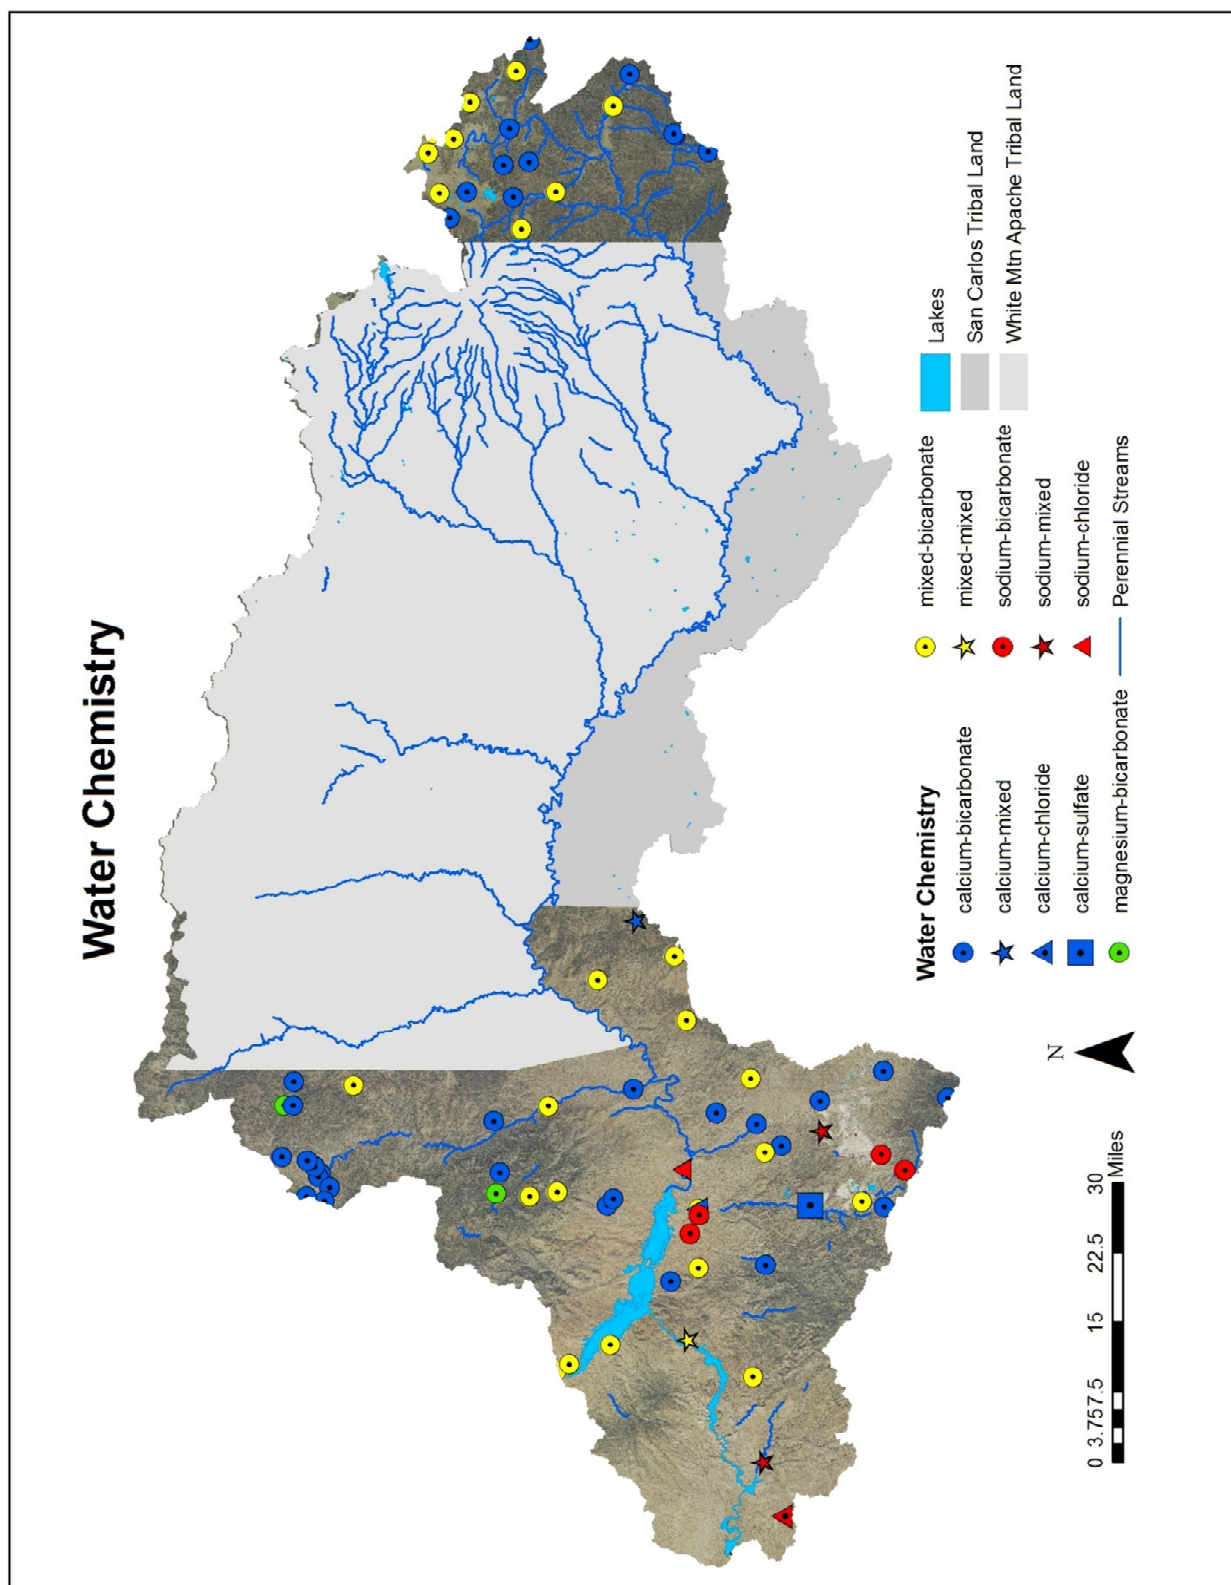 Water Chemistry
Water Chemistry
calcium-bicarbonate
calcium-mixed
calcium-chloride
calcium-sulfate
magnesium-bicarbonate
mixed-bicarbonate
mixed-mixed
sodium-bicarbonate
sodium-mixed
sodium-chloride
Perennial Streams
Lakes
San Carlos Tribal Land
White Mtn Apache Tribal Land
N
0 3.75 7.5 15 22.5 30
Miles